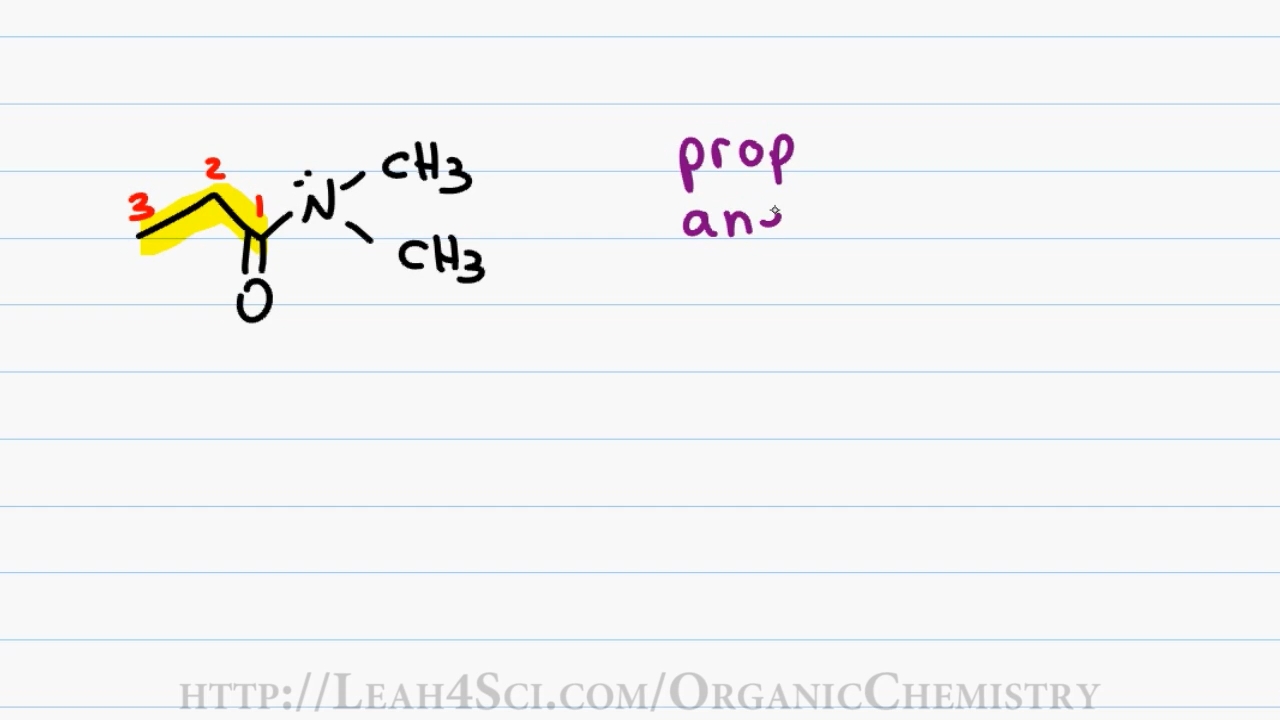 3 2 1 N CH3
CH3
O
prop
an
HTTP://LEAH4SCI.COM/ORGANICCHEMISTRY